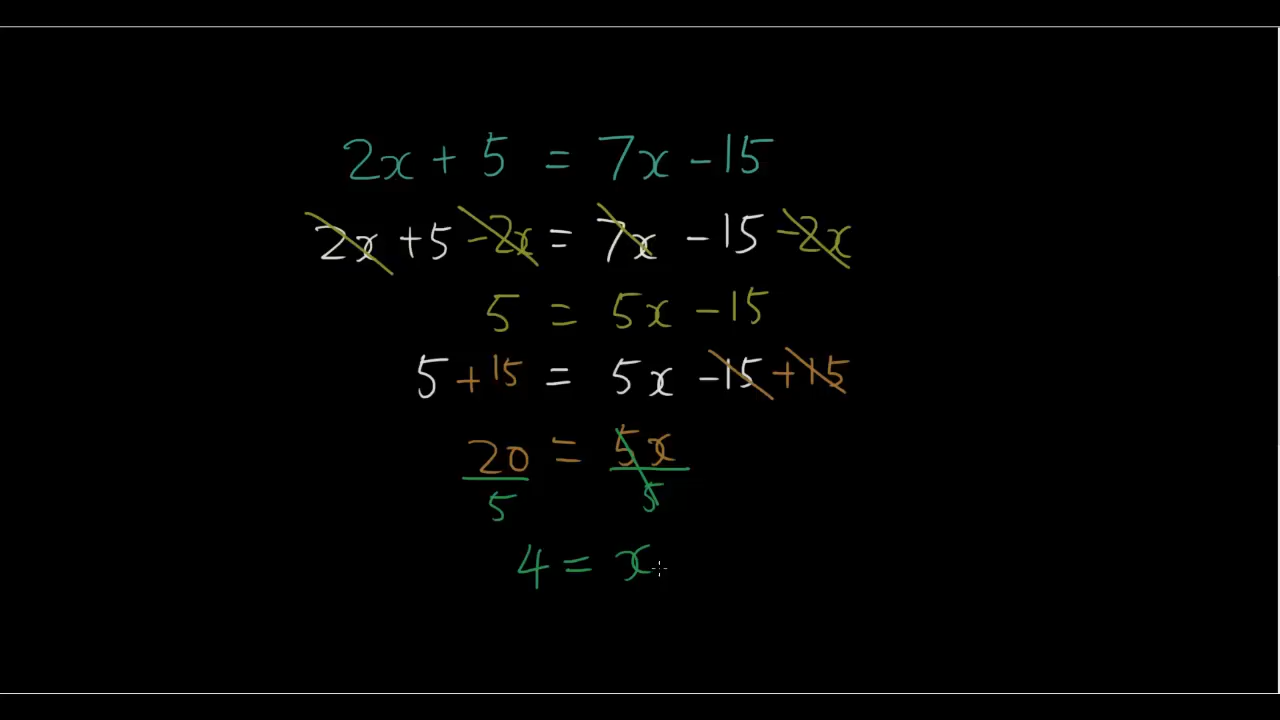 2x + 5 = 7x - 15
2x + 5 - 2x = 7x - 15 - 2x
5 = 5x - 15
5 + 15 = 5x - 15 + 15
20 = 5x
5 5
4 = x